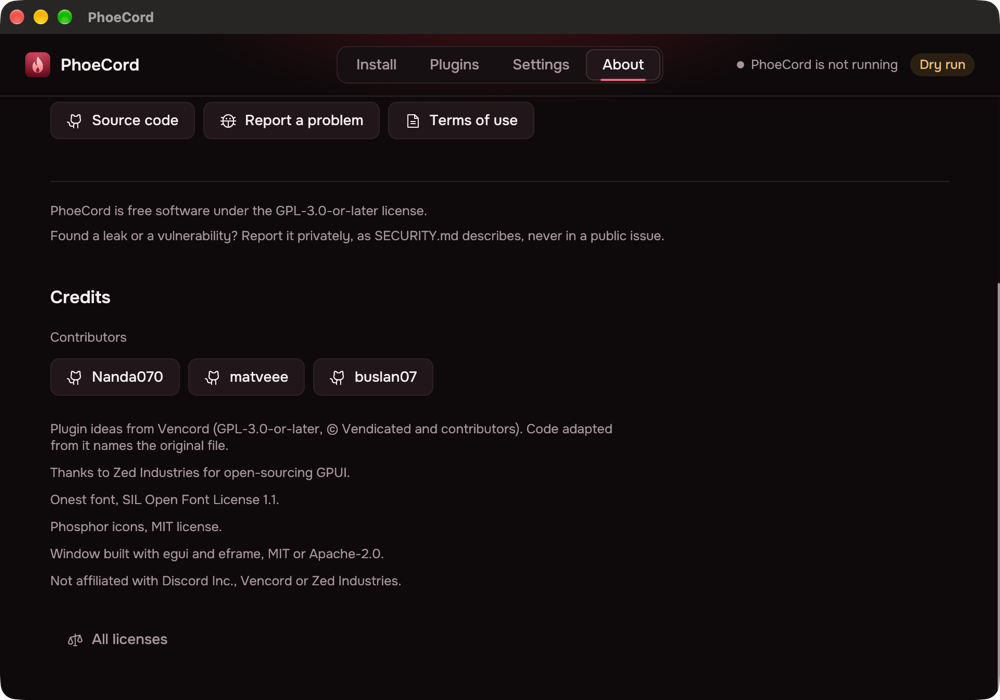 PhoeCord
PhoeCord
Install
Plugins
Settings
About
PhoeCord is not running
Dry run
Source code
Report a problem
Terms of use
PhoeCord is free software under the GPL-3.0-or-later license.
Found a leak or a vulnerability? Report it privately, as SECURITY.md describes, never in a public issue.
Credits
Contributors
Nanda070
matveee
buslan07
Plugin ideas from Vencord (GPL-3.0-or-later, © Vendicated and contributors). Code adapted
from it names the original file.
Thanks to Zed Industries for open-sourcing GPUI.
Onest font, SIL Open Font License 1.1.
Phosphor icons, MIT license.
Window built with egui and eframe, MIT or Apache-2.0.
Not affiliated with Discord Inc., Vencord or Zed Industries.
All licenses